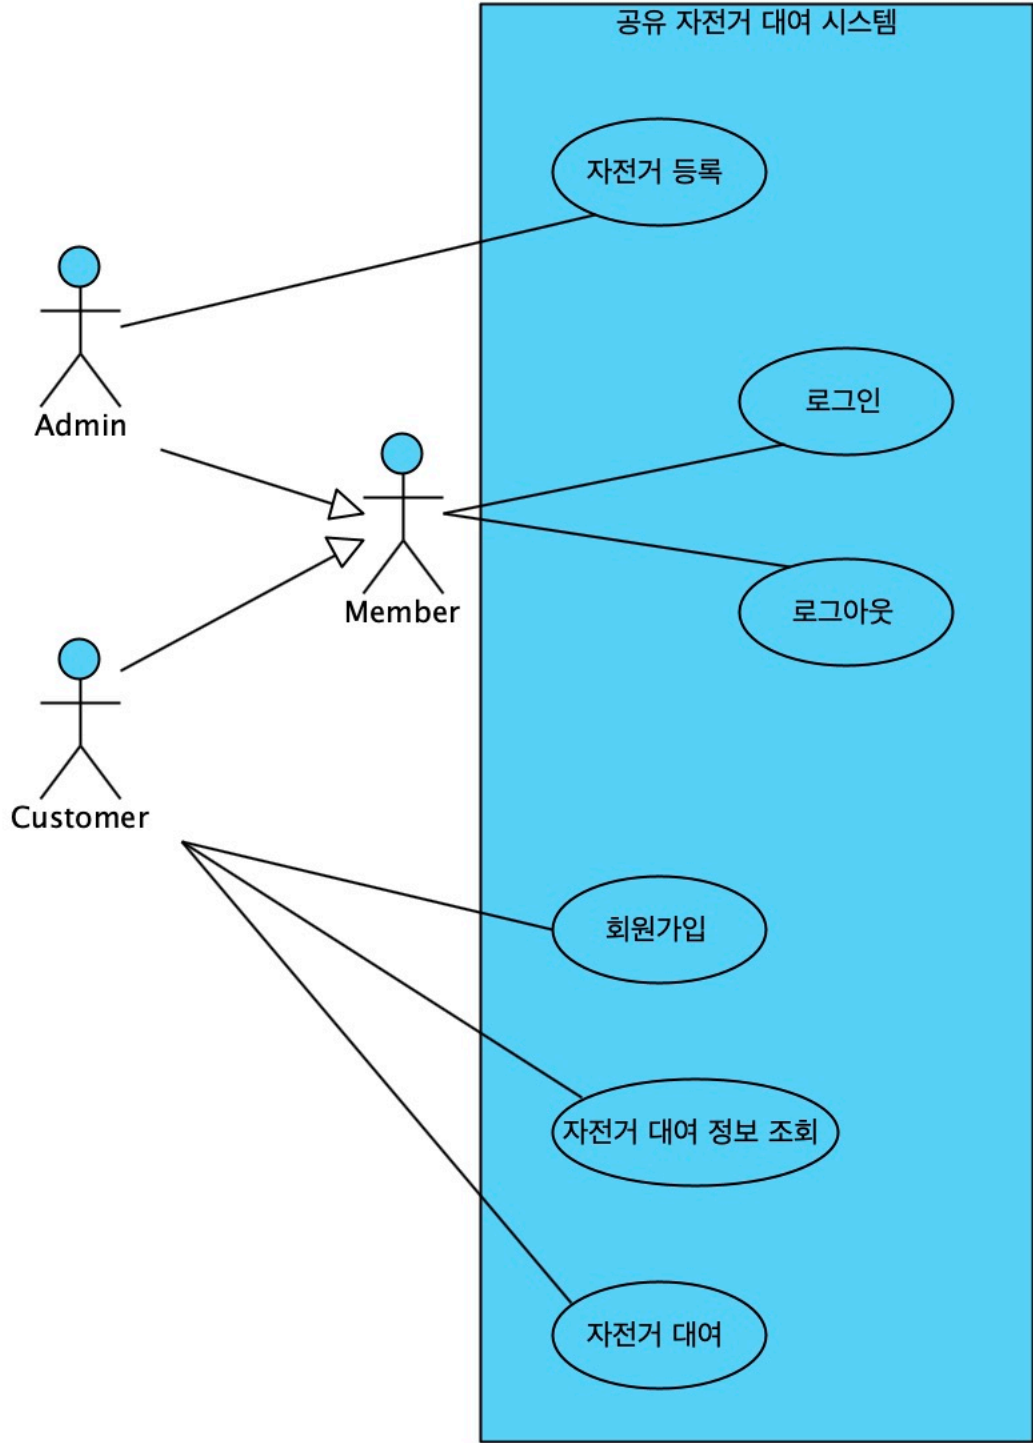 공유 자전거 대여 시스템
자전거 등록
로그인
Admin
Member
로그아웃
Customer
회원가입
자전거 대여 정보 조회
자전거 대여